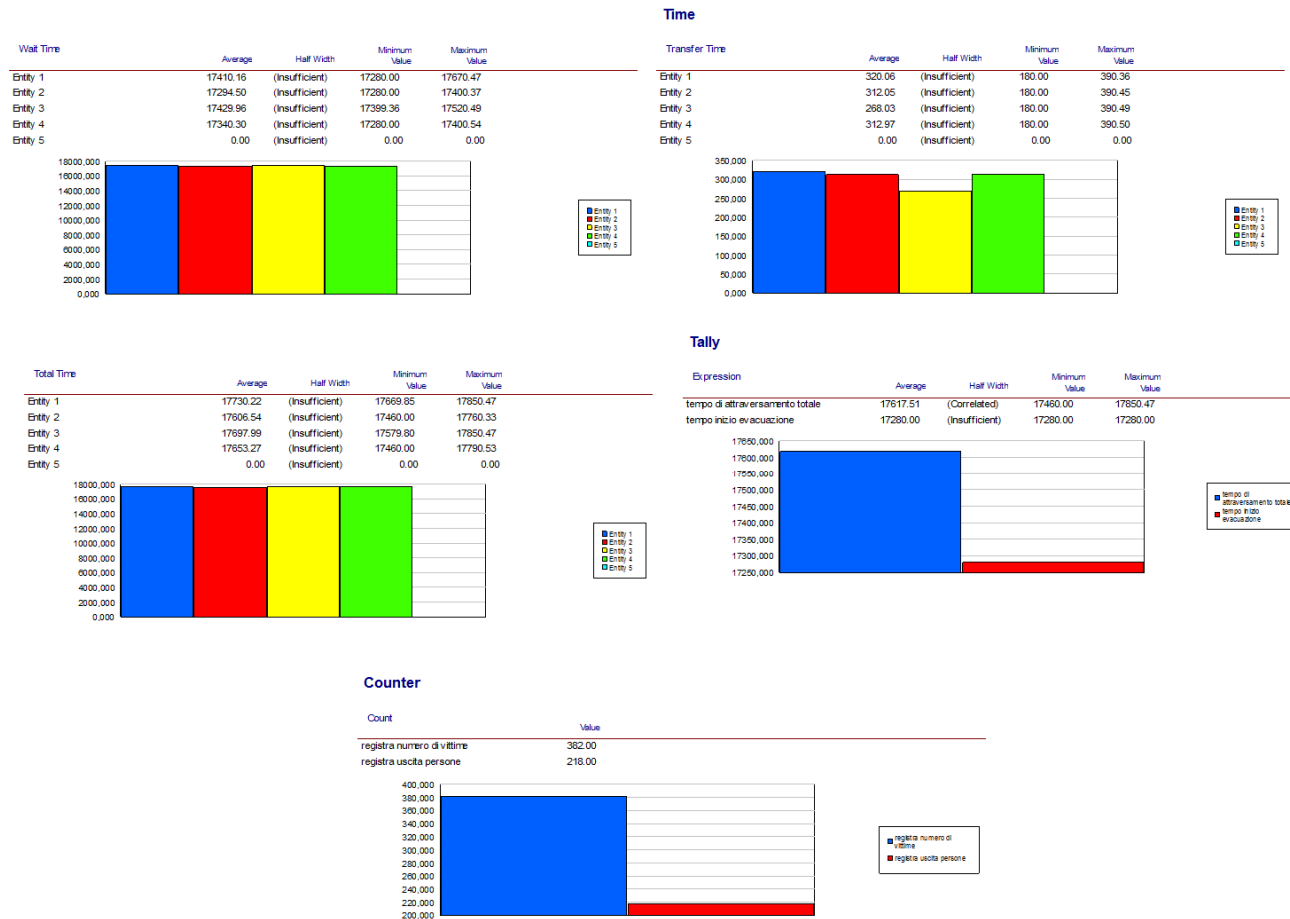 Time
Wait Time Average Half Width Minimum Value Maximum Value
Entity 1 17410.16 (Insufficient) 17280.00 17670.47
Entity 2 17294.50 (Insufficient) 17280.00 17400.37
Entity 3 17429.96 (Insufficient) 17399.36 17520.49
Entity 4 17340.30 (Insufficient) 17280.00 17400.54
Entity 5 0.00 (Insufficient) 0.00 0.00
18000,000
16000,000
14000,000
12000,000
10000,000
8000,000
6000,000
4000,000
2000,000
0,000
Entity 1
Entity 2
Entity 3
Entity 4
Entity 5
Transfer Time Average Half Width Minimum Value Maximum Value
Entity 1 320.06 (Insufficient) 180.00 390.36
Entity 2 312.05 (Insufficient) 180.00 390.45
Entity 3 268.03 (Insufficient) 180.00 390.49
Entity 4 312.97 (Insufficient) 180.00 390.50
Entity 5 0.00 (Insufficient) 0.00 0.00
350,000
300,000
250,000
200,000
150,000
100,000
50,000
0,000
Entity 1
Entity 2
Entity 3
Entity 4
Entity 5
Total Time Average Half Width Minimum Value Maximum Value
Entity 1 17730.22 (Insufficient) 17669.85 17850.47
Entity 2 17606.54 (Insufficient) 17460.00 17760.33
Entity 3 17697.99 (Insufficient) 17579.80 17850.47
Entity 4 17653.27 (Insufficient) 17460.00 17790.53
Entity 5 0.00 (Insufficient) 0.00 0.00
18000,000
16000,000
14000,000
12000,000
10000,000
8000,000
6000,000
4000,000
2000,000
0,000
Entity 1
Entity 2
Entity 3
Entity 4
Entity 5
Tally
Expression Average Half Width Minimum Value Maximum Value
tempo di attraversamento totale 17617.51 (Correlated) 17460.00 17850.47
tempo inizio evacuazione 17280.00 (Insufficient) 17280.00 17280.00
17650,000
17600,000
17550,000
17500,000
17450,000
17400,000
17350,000
17300,000
17250,000
tempo di
attraversamento totale
tempo inizio
evacuazione
Counter
Count Value
registra numero di vittime 382.00
registra uscita persone 218.00
400,000
380,000
360,000
340,000
320,000
300,000
280,000
260,000
240,000
220,000
200,000
registra numero di
vittime
registra uscita persone